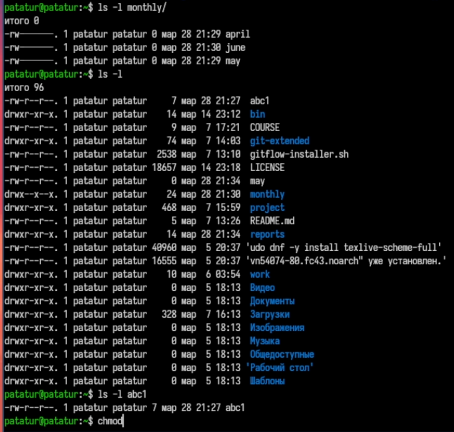 patatur@patatur:~$ ls -l monthly/
итого 0
-rw-------. 1 patatur patatur 0 мар 28 21:29 april
-rw-------. 1 patatur patatur 0 мар 28 21:30 june
-rw-------. 1 patatur patatur 0 мар 28 21:29 may
patatur@patatur:~$ ls -l
итого 96
-rw-r--r--. 1 patatur patatur 7 мар 28 21:27 abc1
drwxr-xr-x. 1 patatur patatur 14 мар 14 23:12 bin
-rw-r--r--. 1 patatur patatur 9 мар 7 17:21 COURSE
drwxr-xr-x. 1 patatur patatur 74 мар 7 14:03 git-extended
-rw-r--r--. 1 patatur patatur 2538 мар 7 13:10 gitflow-installer.sh
-rw-r--r--. 1 patatur patatur 18657 мар 14 23:18 LICENSE
-rw-r--r--. 1 patatur patatur 0 мар 28 21:34 may
drwx--x--x. 1 patatur patatur 24 мар 28 21:30 monthly
drwxr-xr-x. 1 patatur patatur 468 мар 7 15:59 project
-rw-r--r--. 1 patatur patatur 5 мар 7 13:26 README.md
drwxr-xr-x. 1 patatur patatur 14 мар 28 21:34 reports
-rw-r--r--. 1 patatur patatur 40960 мар 5 20:37 'udo dnf -y install texlive-scheme-full'
-rw-r--r--. 1 patatur patatur 16555 мар 5 20:37 'vn54074-80.fc43.noarch" уже установлен.'
drwxr-xr-x. 1 patatur patatur 10 мар 6 03:54 work
drwxr-xr-x. 1 patatur patatur 0 мар 5 18:13 Видео
drwxr-xr-x. 1 patatur patatur 0 мар 5 18:13 Документы
drwxr-xr-x. 1 patatur patatur 328 мар 7 16:13 Загрузки
drwxr-xr-x. 1 patatur patatur 0 мар 5 18:13 Изображения
drwxr-xr-x. 1 patatur patatur 0 мар 5 18:13 Музыка
drwxr-xr-x. 1 patatur patatur 0 мар 5 18:13 Общедоступные
drwxr-xr-x. 1 patatur patatur 0 мар 5 18:13 'Рабочий стол'
drwxr-xr-x. 1 patatur patatur 0 мар 5 18:13 Шаблоны
patatur@patatur:~$ ls -l abc1
-rw-r--r--. 1 patatur patatur 7 мар 28 21:27 abc1
patatur@patatur:~$ chmod